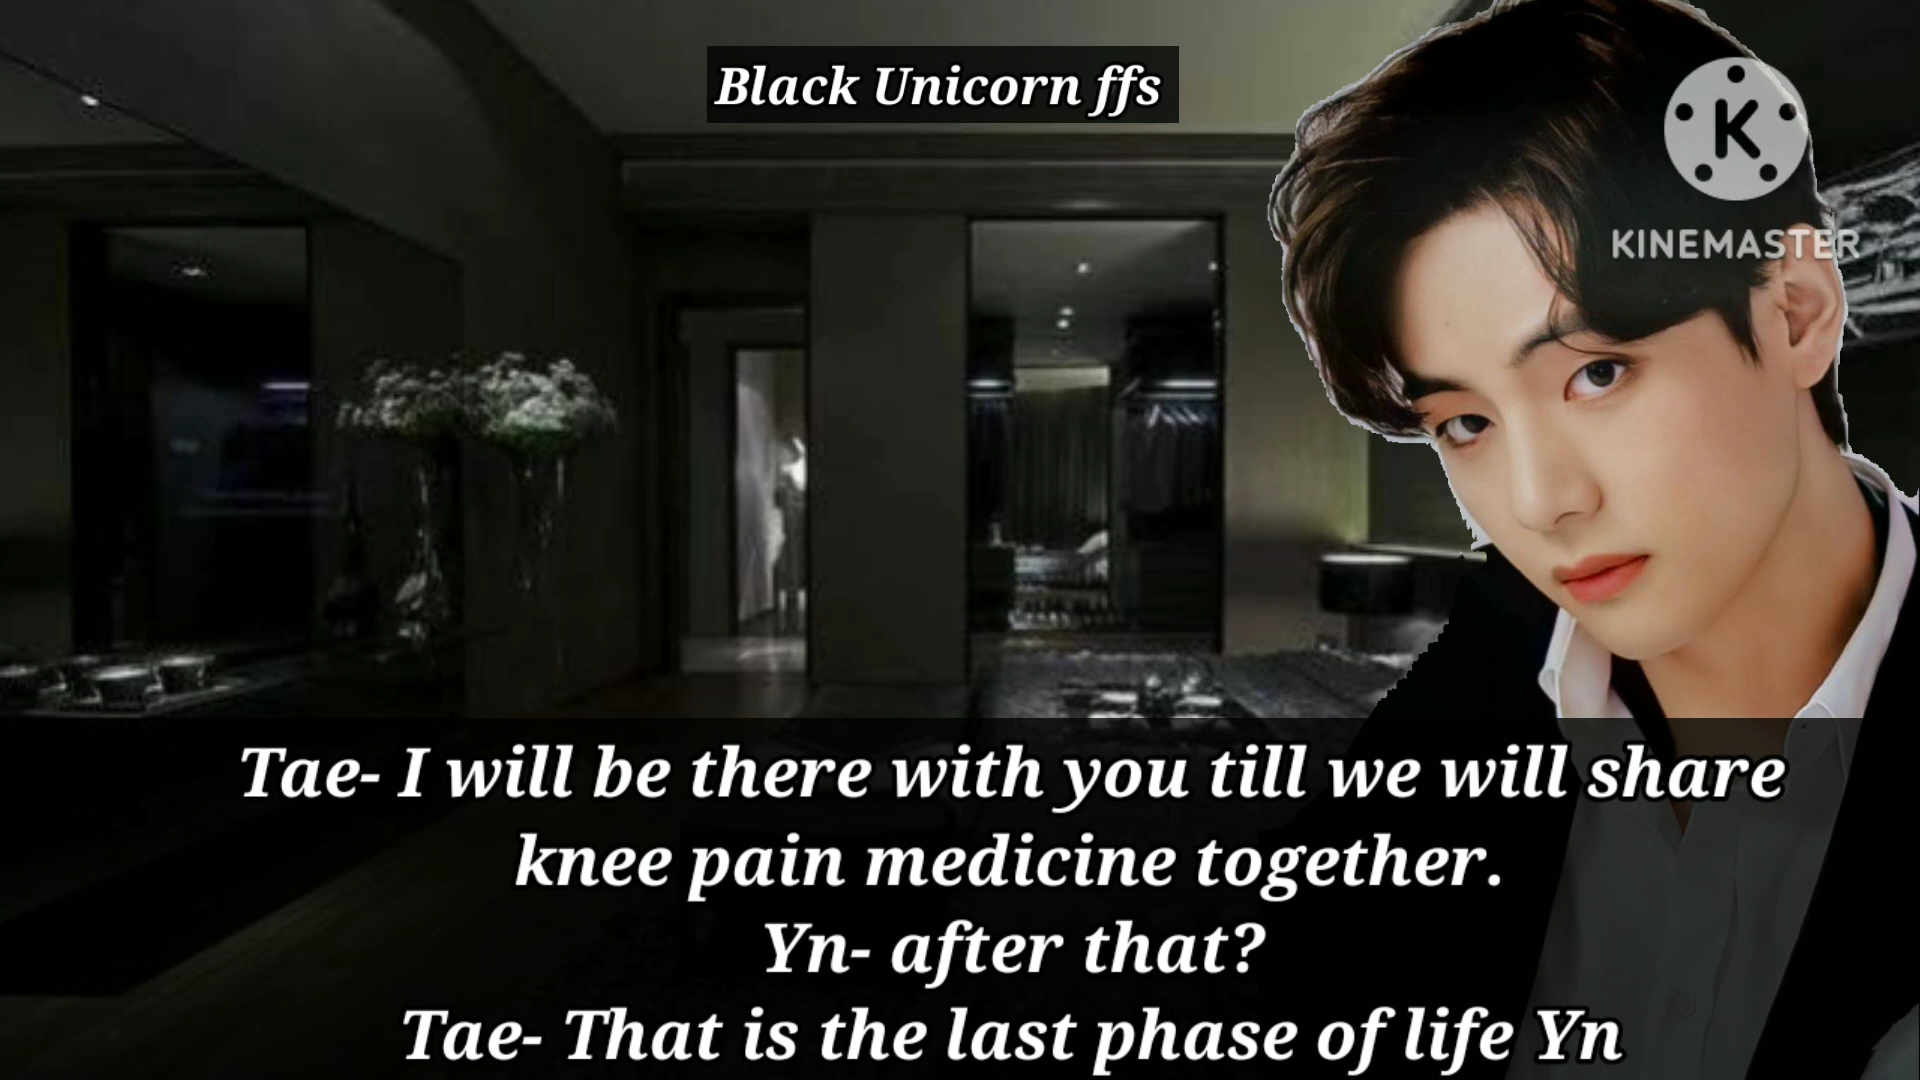 Black Unicorn ffs
K
KINEMASTER
Tae- I will be there with you till we will share
knee pain medicine together.
Yn- after that?
Tae- That is the last phase of life Yn